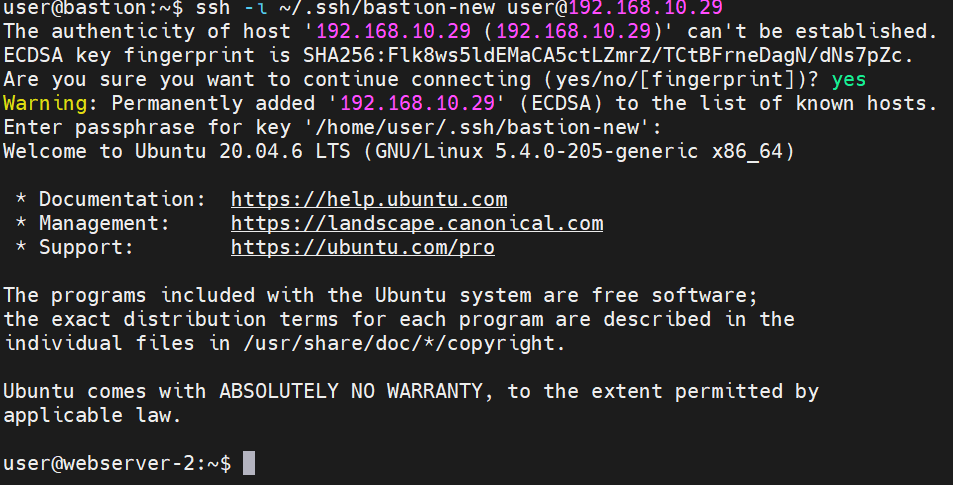 user@bastion:~$ ssh -i ~/.ssh/bastion-new user@192.168.10.29
The authenticity of host '192.168.10.29 (192.168.10.29)' can't be established.
ECDSA key fingerprint is SHA256:Flk8ws5ldEMaCA5ctLZmrZ/TCtBFrneDagN/dNs7pZc.
Are you sure you want to continue connecting (yes/no/[fingerprint])? yes
Warning: Permanently added '192.168.10.29' (ECDSA) to the list of known hosts.
Enter passphrase for key '/home/user/.ssh/bastion-new':
Welcome to Ubuntu 20.04.6 LTS (GNU/Linux 5.4.0-205-generic x86_64)
* Documentation: https://help.ubuntu.com
* Management: https://landscape.canonical.com
* Support: https://ubuntu.com/pro
The programs included with the Ubuntu system are free software;
the exact distribution terms for each program are described in the
individual files in /usr/share/doc/*/copyright.
Ubuntu comes with ABSOLUTELY NO WARRANTY, to the extent permitted by
applicable law.
user@webserver-2:~$